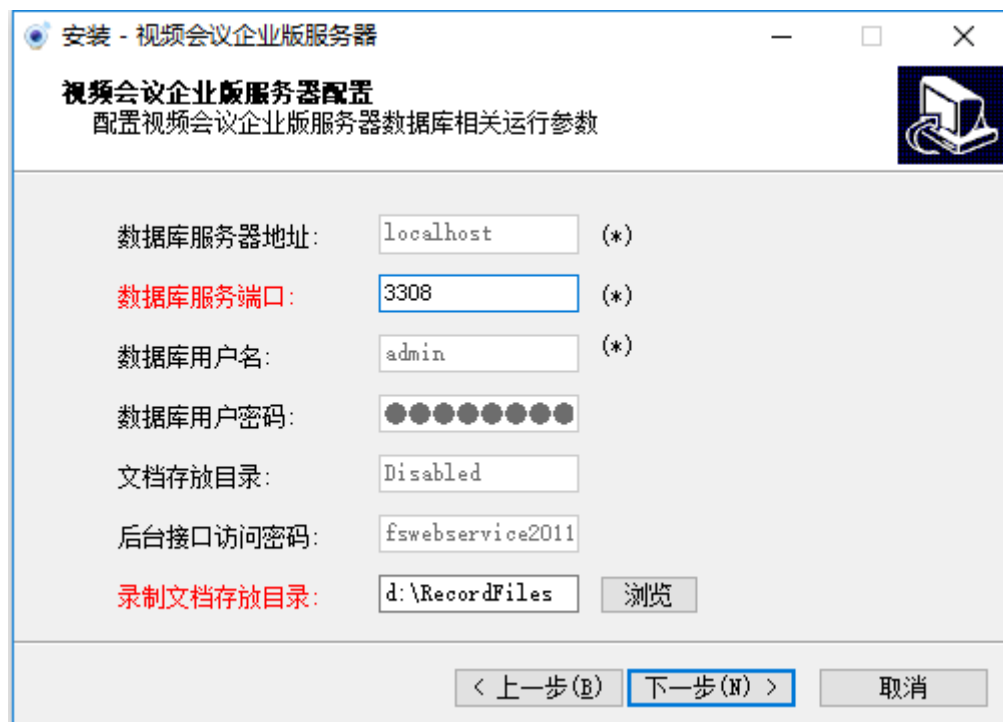 安装 - 视频会议企业版服务器
视频会议企业版服务器配置
配置视频会议企业版服务器数据库相关运行参数
数据库服务器地址: localhost (*)
数据库服务端口: 3308 (*)
数据库用户名: admin (*)
数据库用户密码: ●●●●●●●●
文档存放目录: Disabled
后台接口访问密码: fswebservice2011
录制文档存放目录: d:\RecordFiles 浏览
< 上一步(B) 下一步(N) > 取消